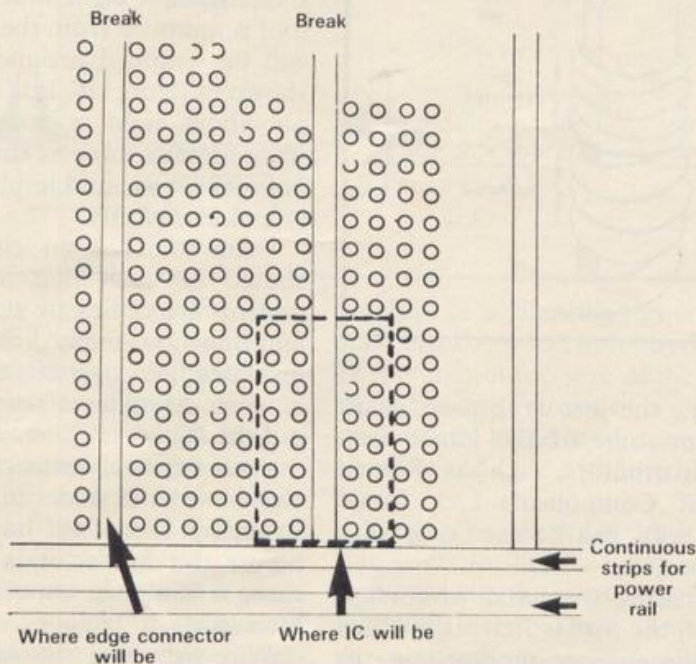 Break
Break
Continuous
strips for
power
rail
Where edge connector
will be
Where IC will be